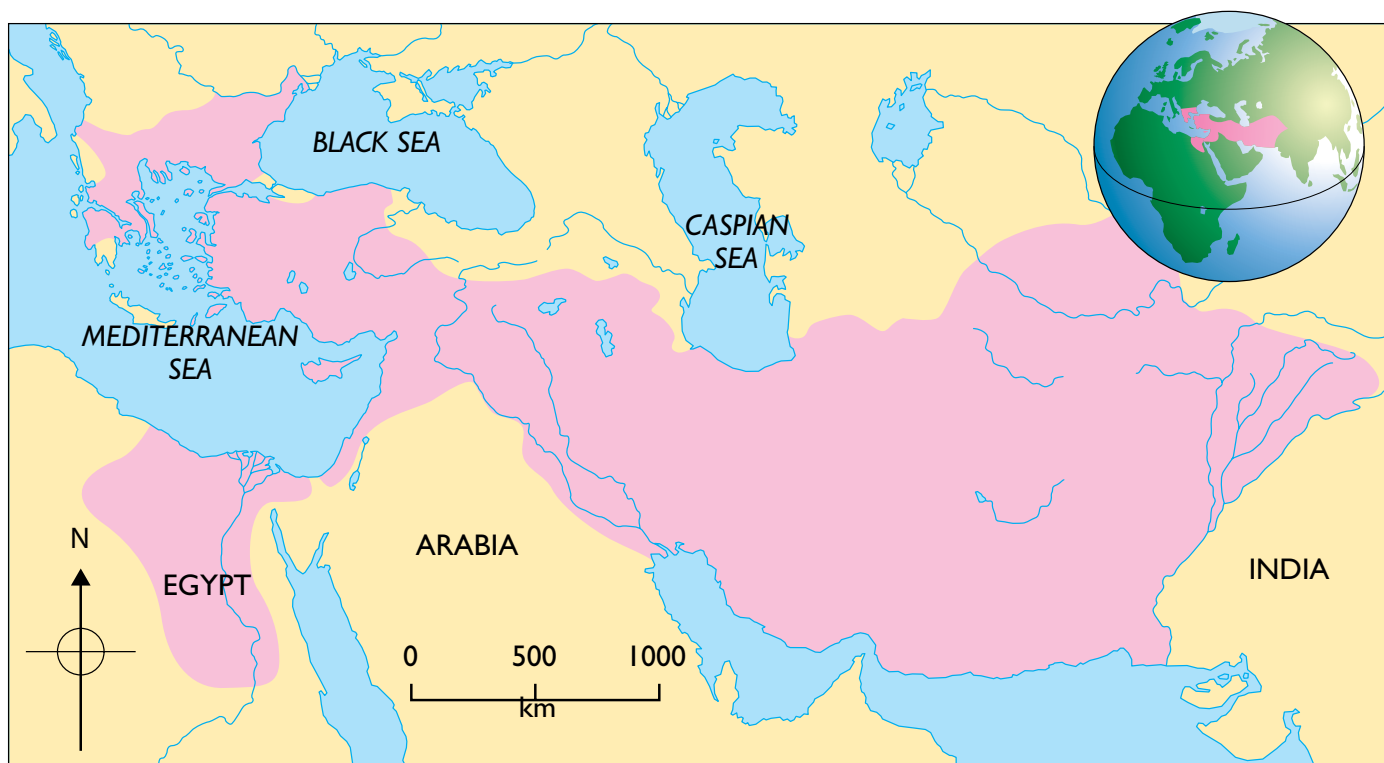 BLACK SEA
CASPIAN
SEA
MEDITERRANEAN
SEA
N
ARABIA
EGYPT
INDIA
0 500 1000
km